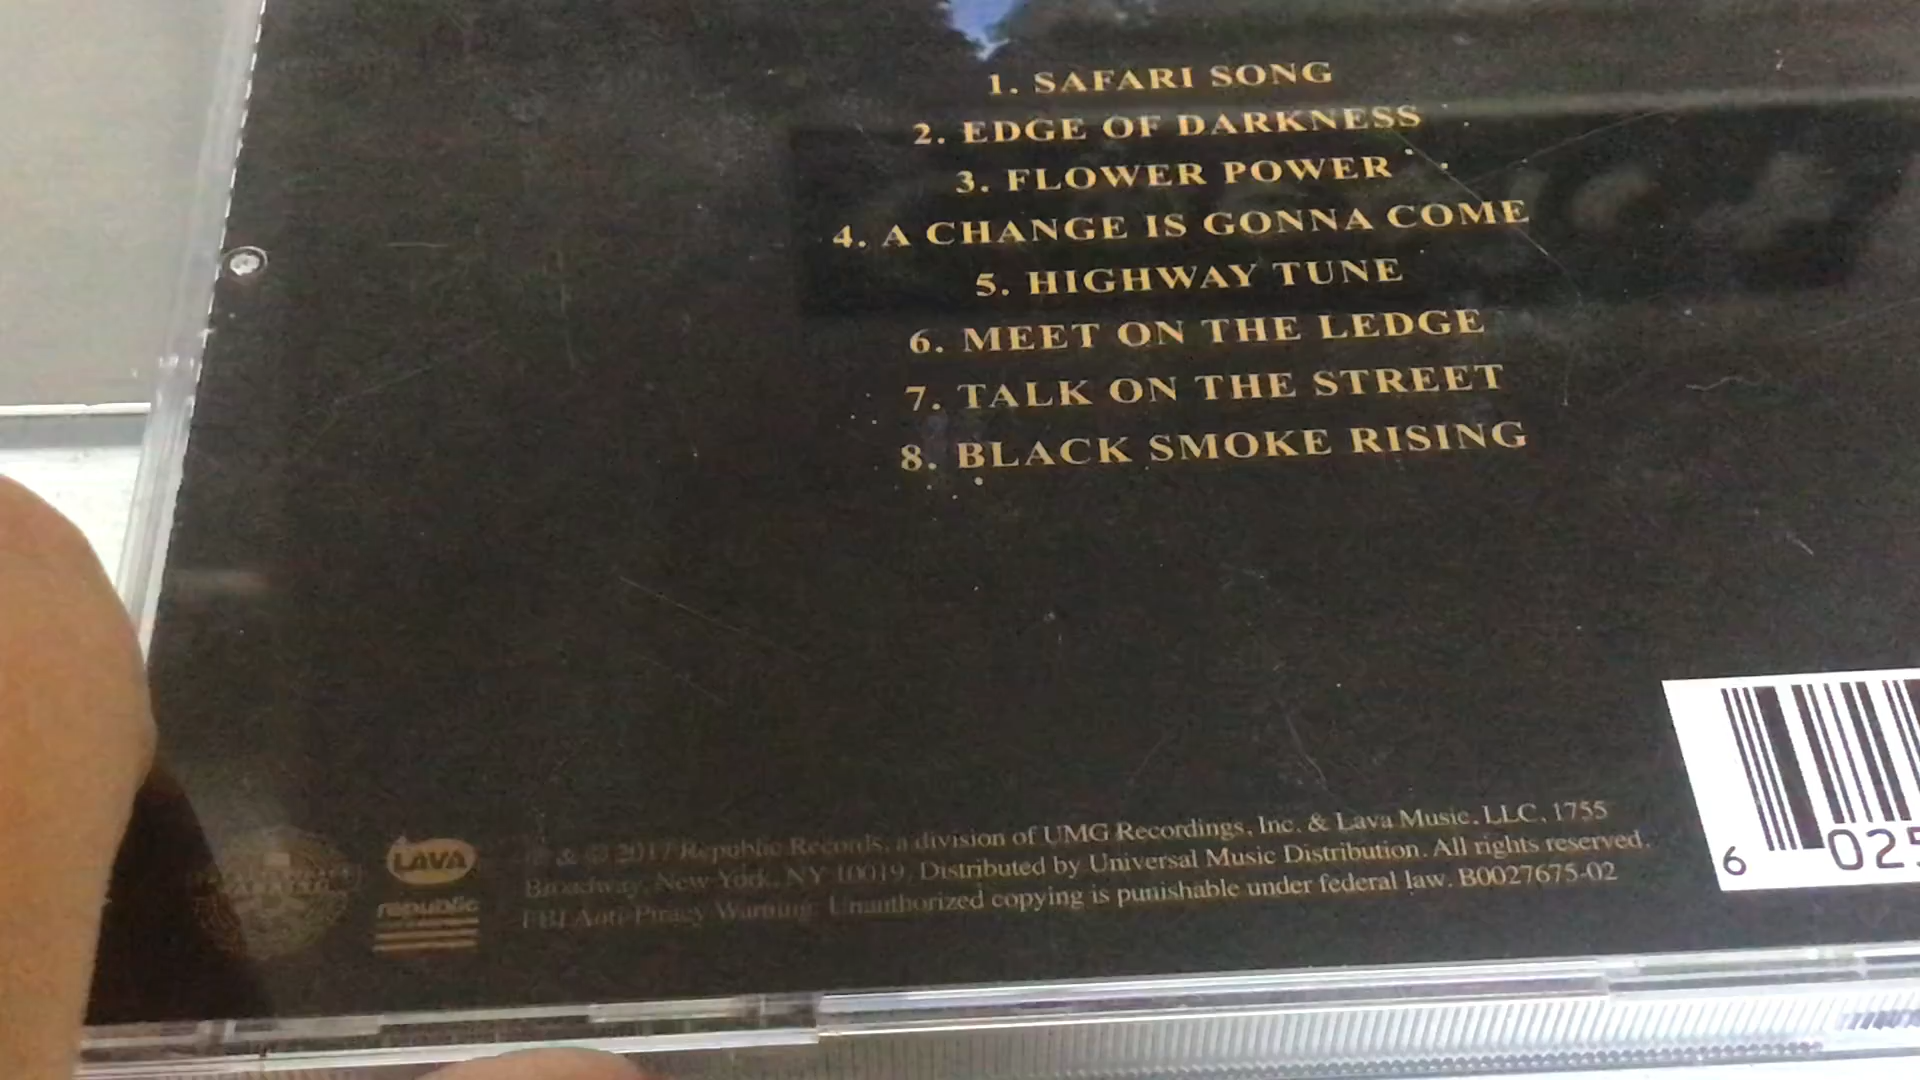 1. SAFARI SONG
2. EDGE OF DARKNESS
3. FLOWER POWER
4. A CHANGE IS GONNA COME
5. HIGHWAY TUNE
6. MEET ON THE LEDGE
7. TALK ON THE STREET
8. BLACK SMOKE RISING
LAVA
republic
℗ & © 2017 Republic Records, a division of UMG Recordings, Inc. & Lava Music, LLC, 1755
Broadway, New York, NY 10019. Distributed by Universal Music Distribution. All rights reserved.
FBI Anti-Piracy Warning: Unauthorized copying is punishable under federal law. B0027675-02
6 025